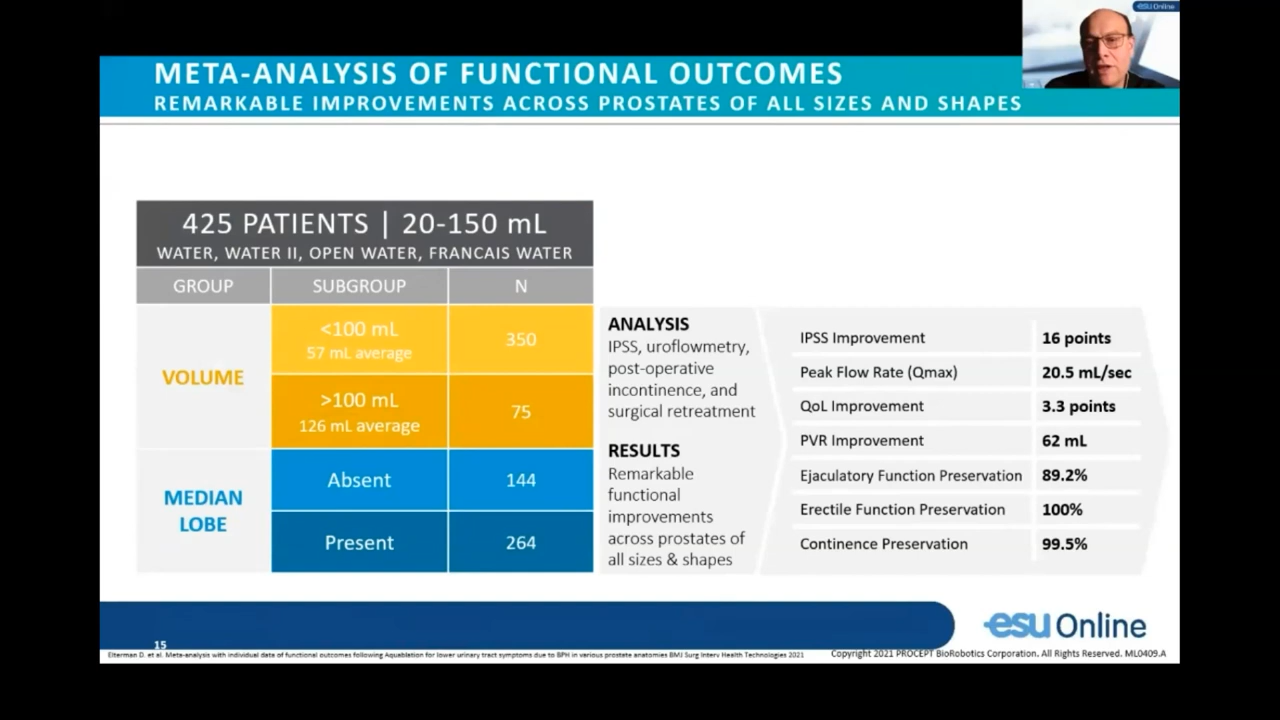 esu Online
META-ANALYSIS OF FUNCTIONAL OUTCOMES
REMARKABLE IMPROVEMENTS ACROSS PROSTATES OF ALL SIZES AND SHAPES
425 PATIENTS | 20-150 mL
WATER, WATER II, OPEN WATER, FRANCAIS WATER
GROUP SUBGROUP N
VOLUME
<100 mL
57 mL average
350
>100 mL
126 mL average
75
MEDIAN
LOBE
Absent 144
Present 264
ANALYSIS
IPSS, uroflowmetry,
post-operative
incontinence, and
surgical retreatment
RESULTS
Remarkable
functional
improvements
across prostates of
all sizes & shapes
IPSS Improvement 16 points
Peak Flow Rate (Qmax) 20.5 mL/sec
QoL Improvement 3.3 points
PVR Improvement 62 mL
Ejaculatory Function Preservation 89.2%
Erectile Function Preservation 100%
Continence Preservation 99.5%
esu Online
15
Elterman D. et al. Meta-analysis with individual data of functional outcomes following Aquablation for lower urinary tract symptoms due to BPH in various prostate anatomies BMJ Surg Interv Health Technologies 2021
Copyright 2021 PROCEPT BioRobotics Corporation. All Rights Reserved. ML0409.A